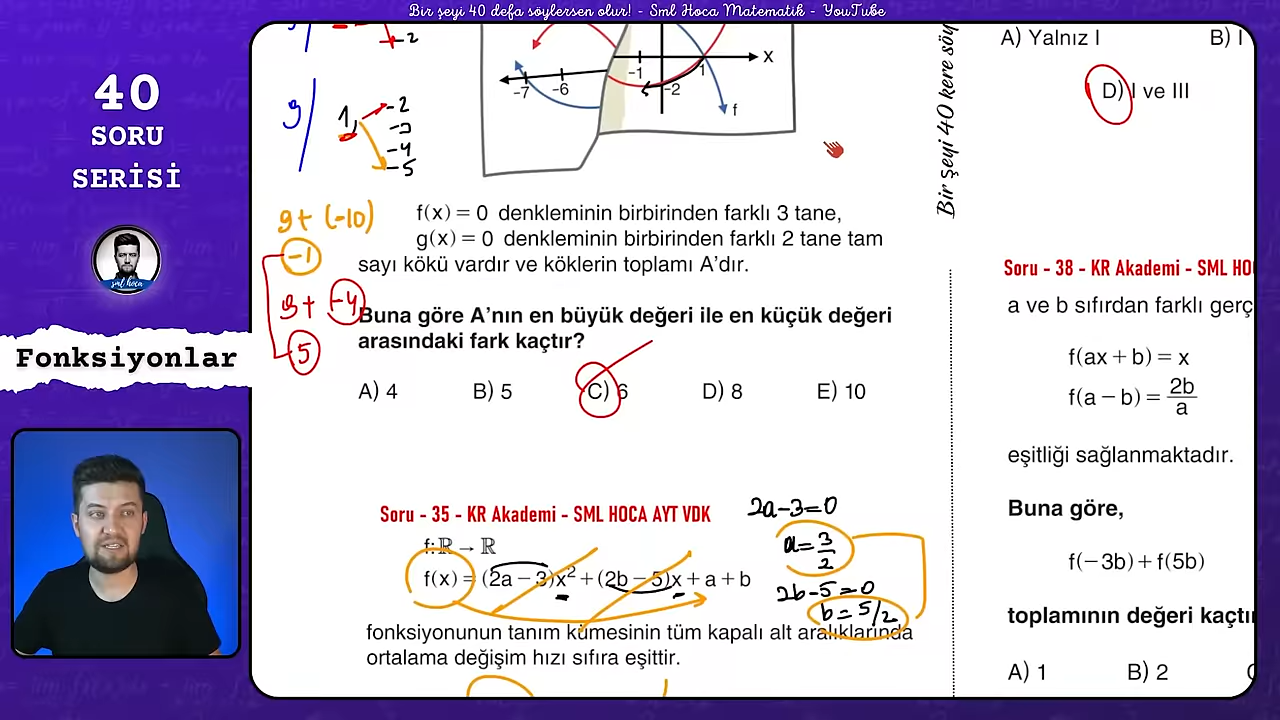 Bir şeyi 40 defa söylersen olur! - Sml Hoca Matematik - YouTube
40
SORU
SERİSİ
sml hoca
Fonksiyonlar
-2
g
1,
-2
-3
-4
-5
-7
-6
-1
1
-2
x
f
9+ (-10)
-1
9+ -4
5
f(x) = 0 denkleminin birbirinden farklı 3 tane,
g(x) = 0 denkleminin birbirinden farklı 2 tane tam
sayı kökü vardır ve köklerin toplamı A'dır.
Buna göre A'nın en büyük değeri ile en küçük değeri
arasındaki fark kaçtır?
A) 4 B) 5 C) 6 D) 8 E) 10
Soru - 35 - KR Akademi - SML HOCA AYT VDK
f: ℝ → ℝ
f(x) = (2a - 3)x² + (2b - 5)x + a + b
fonksiyonunun tanım kümesinin tüm kapalı alt aralıklarında
ortalama değişim hızı sıfıra eşittir.
2a-3=0
a=3/2
2b-5=0
b=5/2
Bir şeyi 40 kere söy
A) Yalnız I B) I
D) I ve III
Soru - 38 - KR Akademi - SML HO
a ve b sıfırdan farklı gerç
f(ax + b) = x
f(a - b) = 2b/a
eşitliği sağlanmaktadır.
Buna göre,
f(-3b) + f(5b)
toplamının değeri kaçtır
A) 1 B) 2